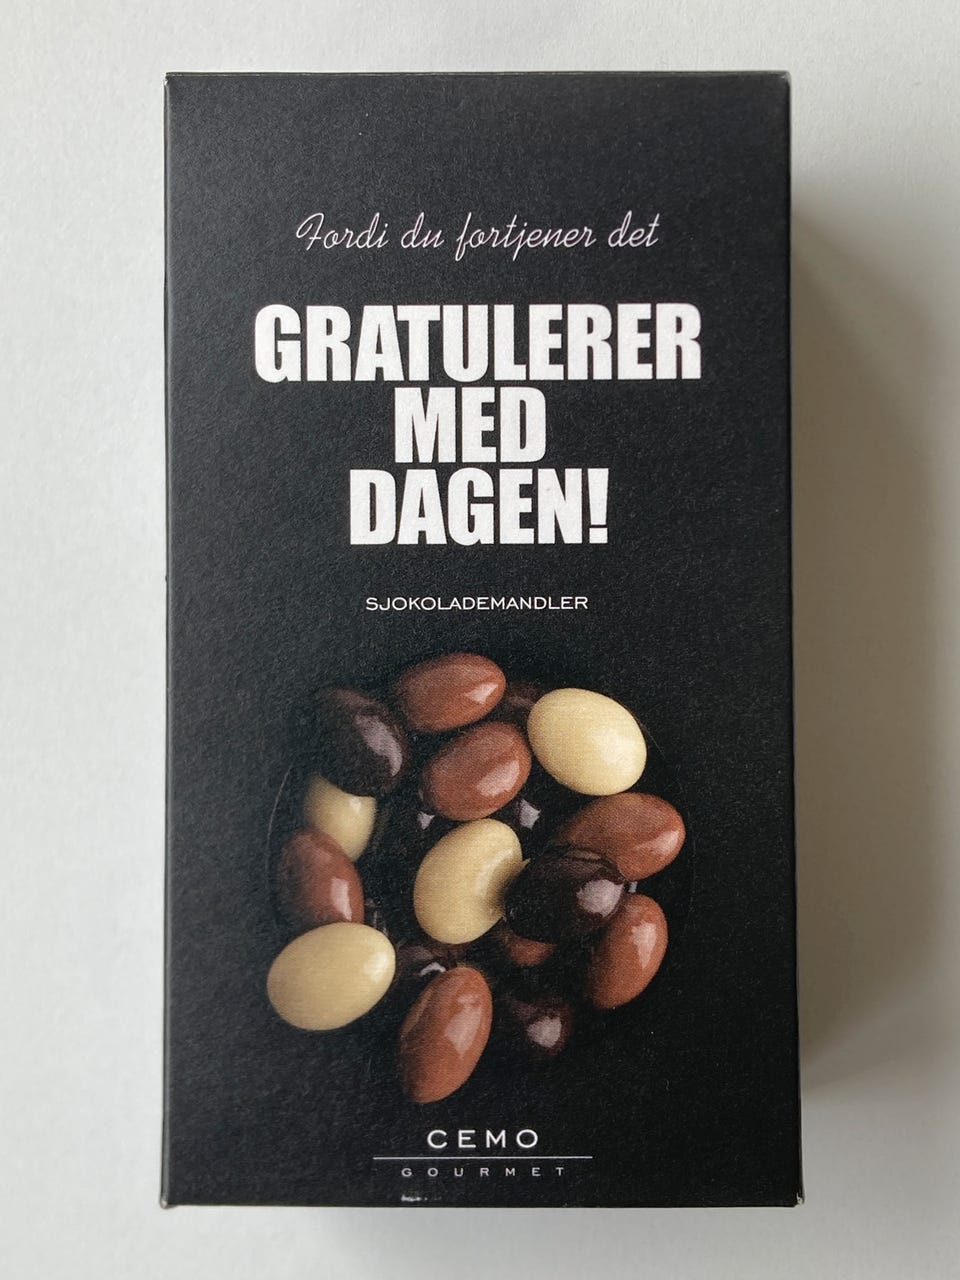 Fordi du fortjener det
GRATULERER
MED
DAGEN!
SJOKOLADEMANDLER
CEMO
GOURMET